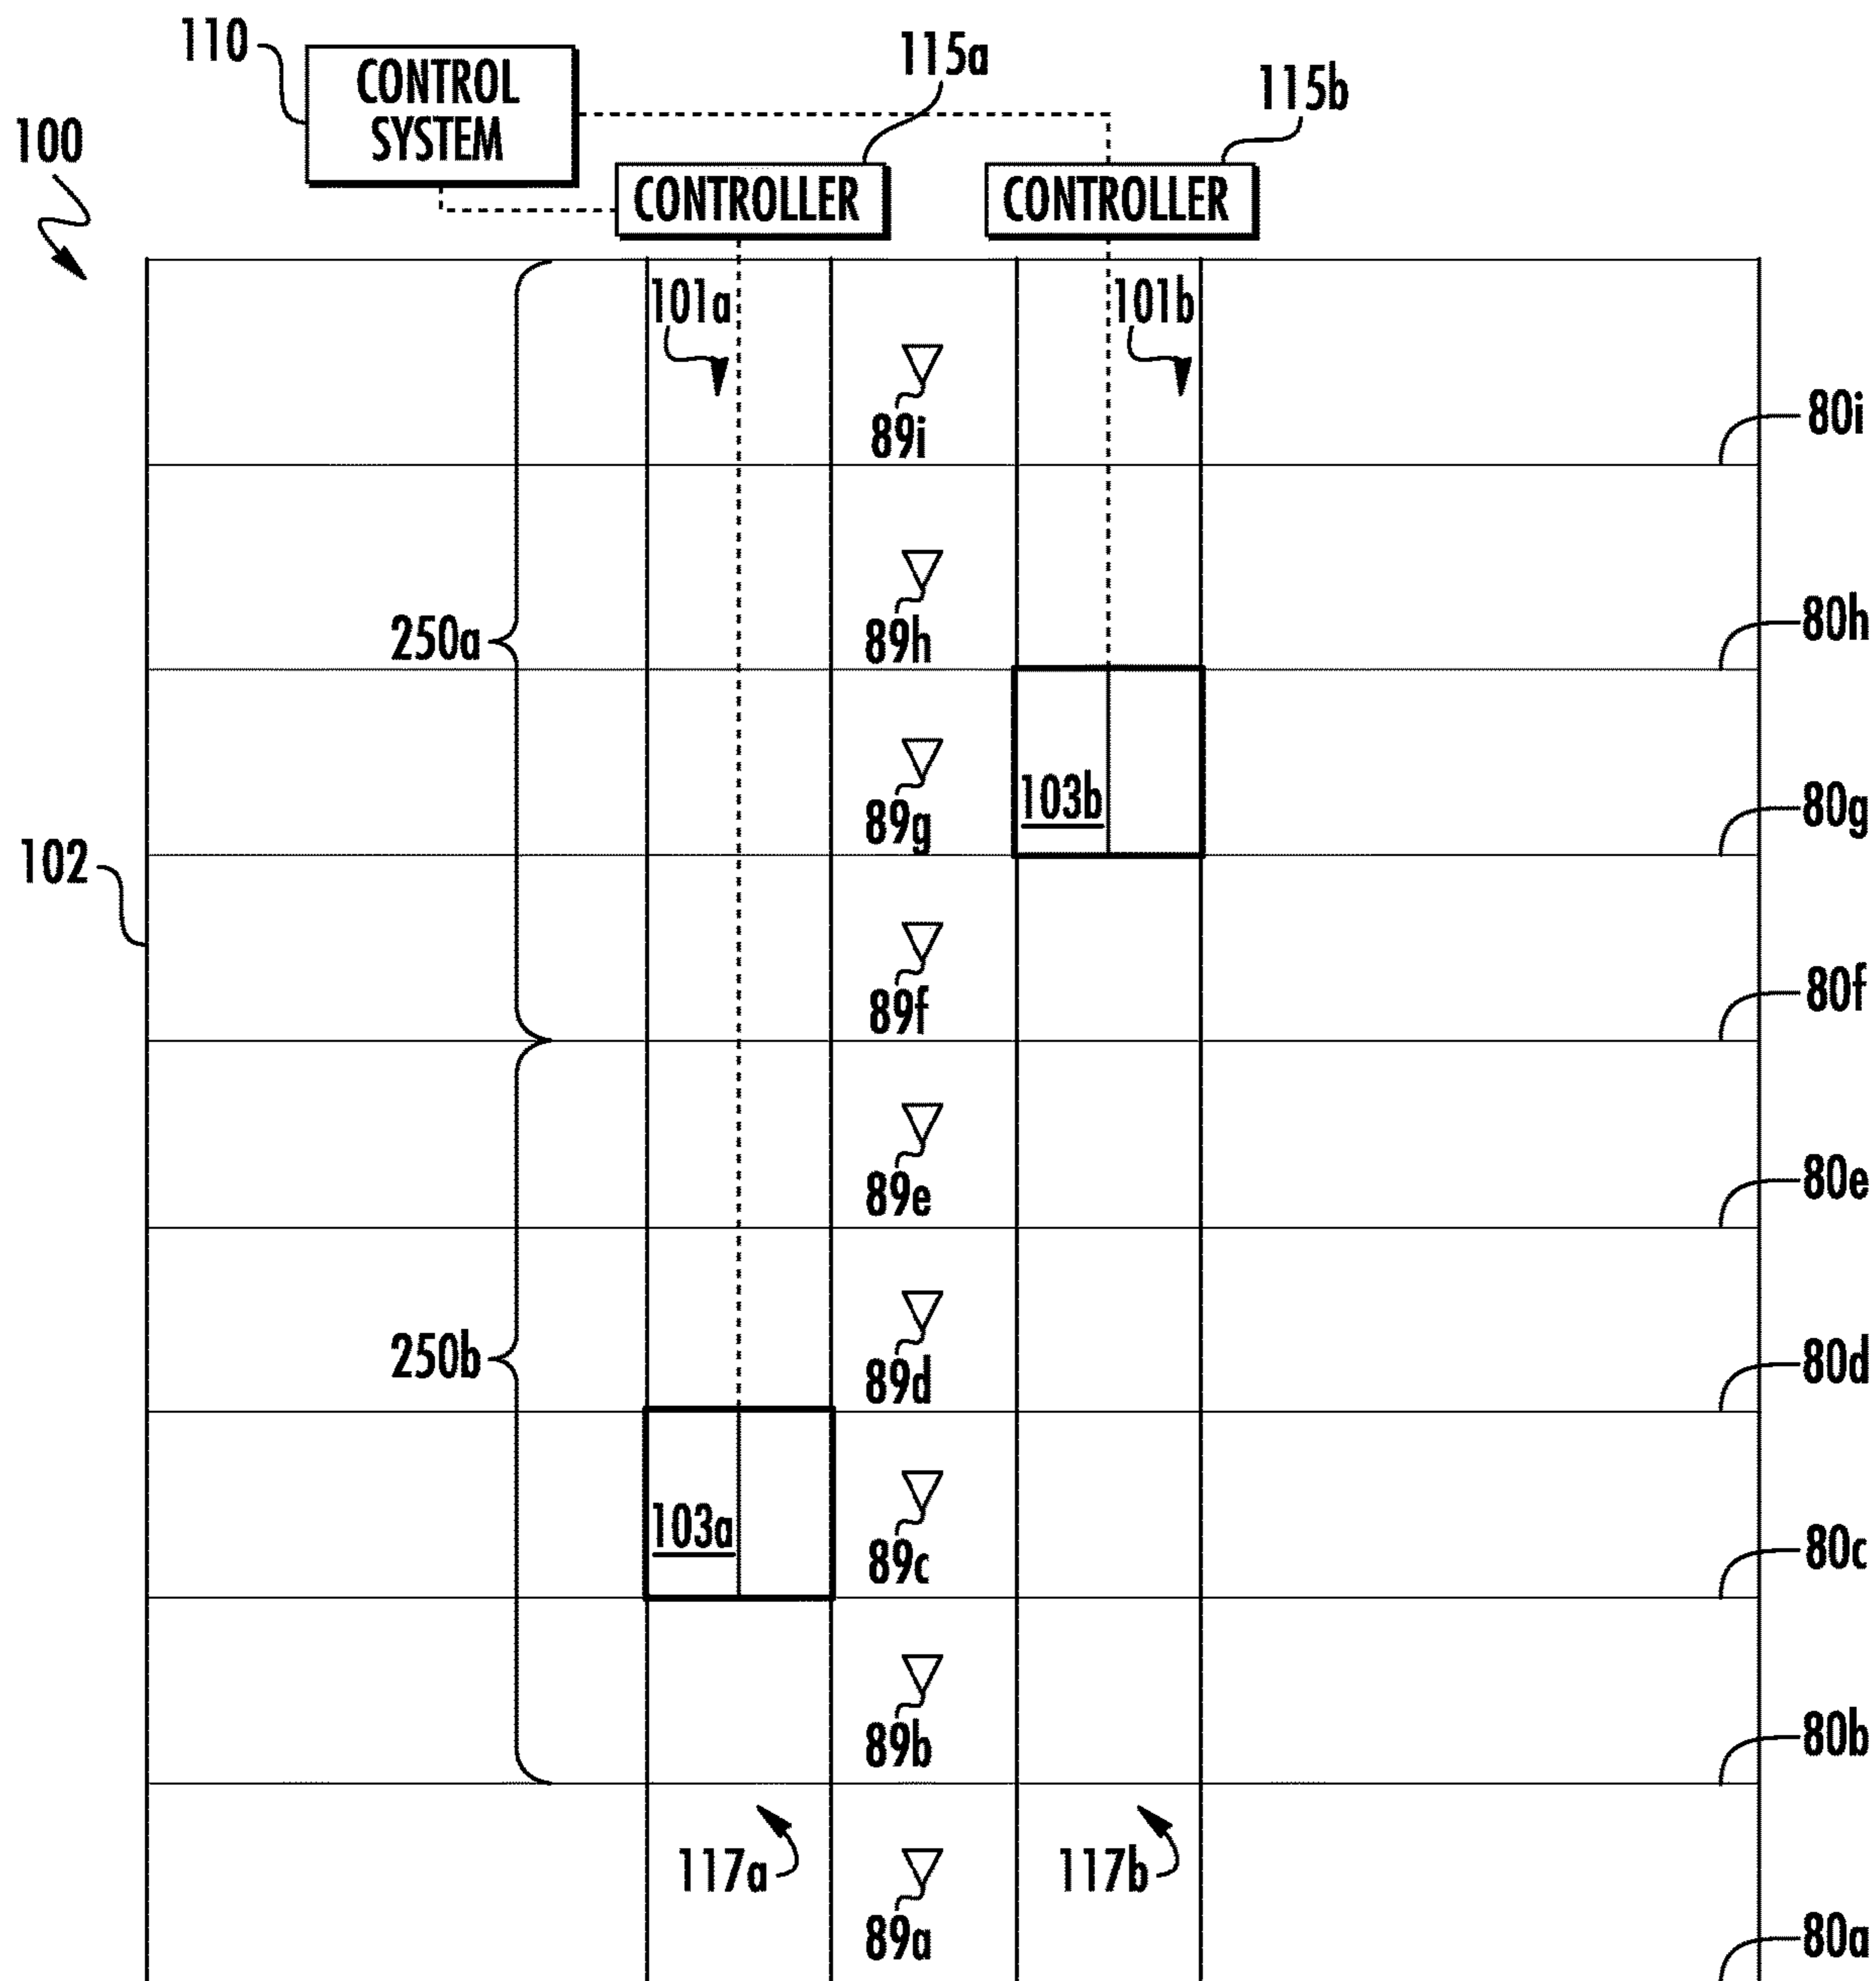 110
CONTROL
SYSTEM
115a
115b
100
CONTROLLER
CONTROLLER
101a
101b
89i
80i
250a
89h
80h
103b
89g
80g
102
89f
80f
89e
80e
250b
89d
80d
103a
89c
80c
89b
80b
117a
117b
89a
80a